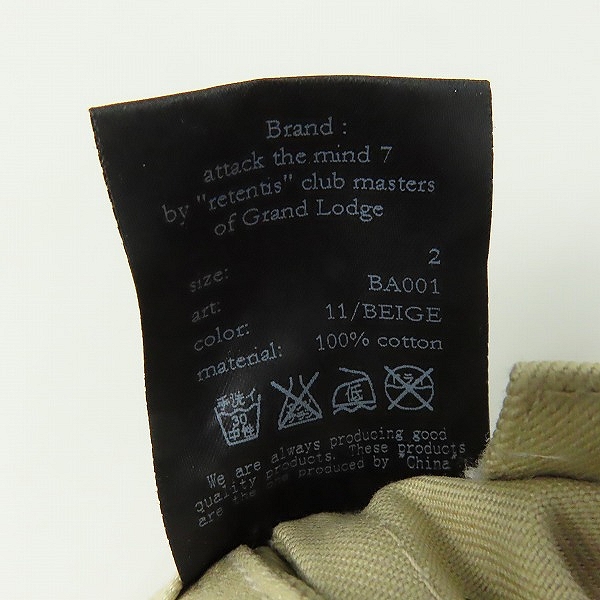 Brand :
attack the mind 7
by "retentis" club masters
of Grand Lodge
size: 2
art: BA001
color: 11/BEIGE
material: 100% cotton
手洗イ
30
中性
低
We are always producing good
quality products. These products
are the produced by "China"